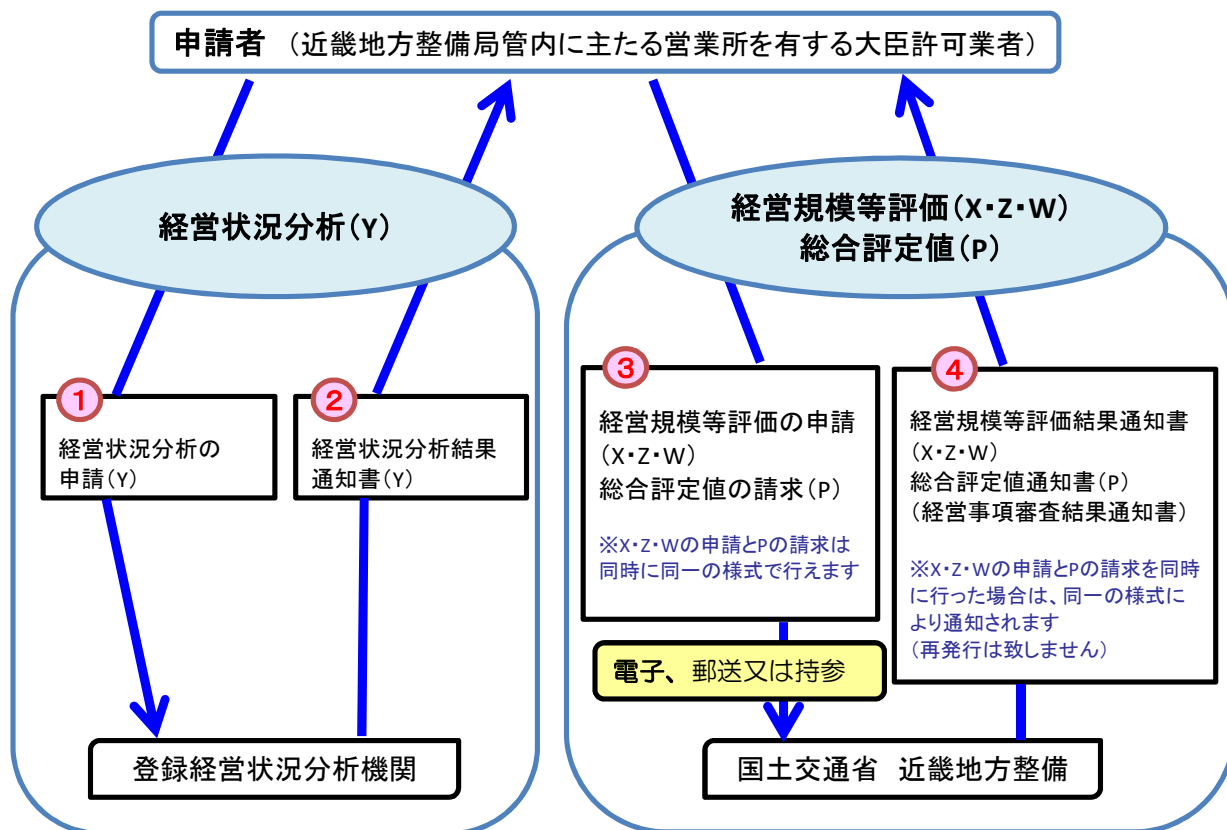 申請者 （近畿地方整備局管内に主たる営業所を有する大臣許可業者）
経営状況分析（Y）
①
経営状況分析の
申請（Y）
②
経営状況分析結果
通知書（Y）
登録経営状況分析機関
経営規模等評価（X・Z・W）
総合評定値（P）
③
経営規模等評価の申請
（X・Z・W）
総合評定値の請求（P）
※X・Z・Wの申請とPの請求は
同時に同一の様式で行えます
電子、郵送又は持参
④
経営規模等評価結果通知書
（X・Z・W）
総合評定値通知書（P）
（経営事項審査結果通知書）
※X・Z・Wの申請とPの請求を同時
に行った場合は、同一の様式に
より通知されます
（再発行は致しません）
国土交通省　近畿地方整備